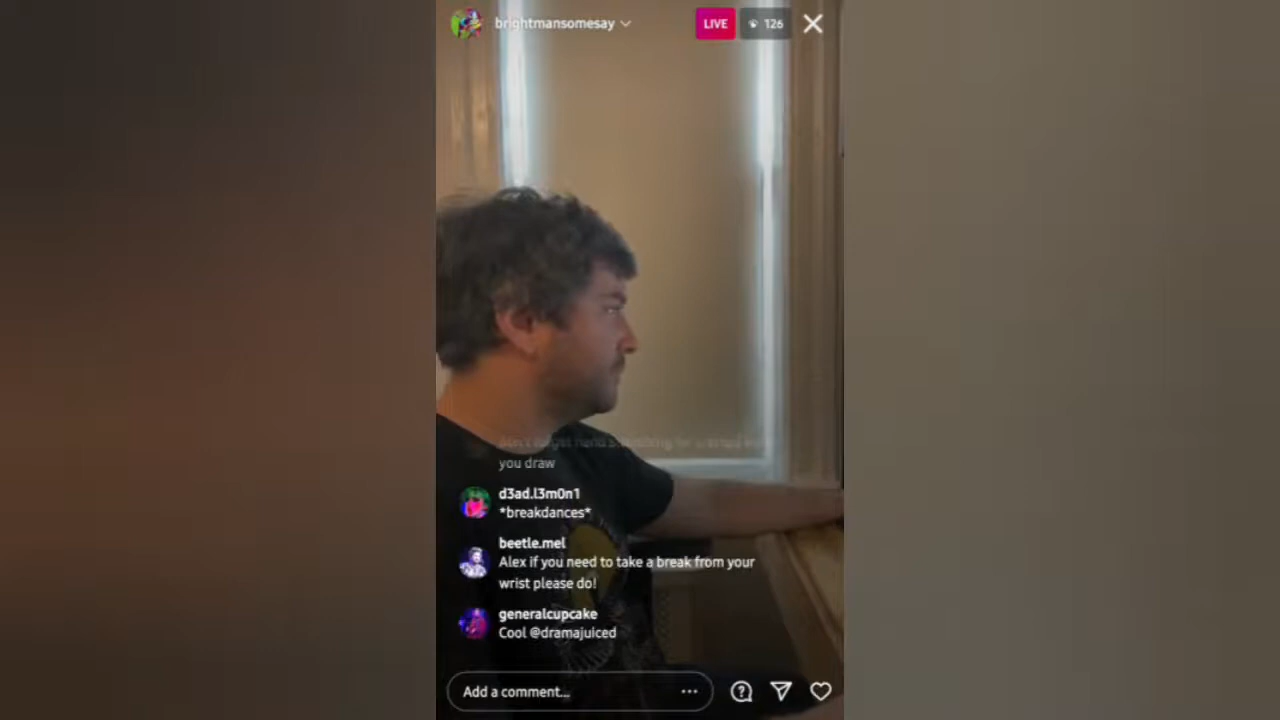 brightmansomesay
LIVE
126
you draw
d3ad.l3m0n1
*breakdances*
beetle.mel
Alex if you need to take a break from your
wrist please do!
generalcupcake
Cool @dramajuiced
Add a comment...